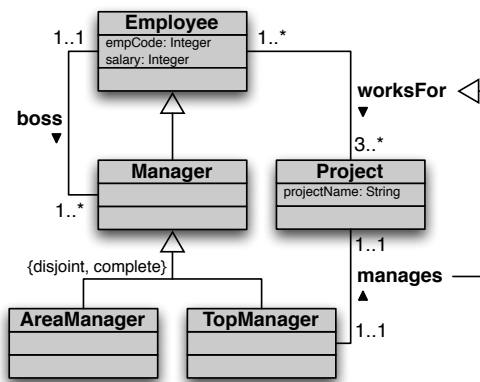 Employee
1..1
empCode: Integer
salary: Integer
1..*
worksFor
boss
3..*
Manager
Project
projectName: String
1..*
1..1
{disjoint, complete}
manages
AreaManager
TopManager
1..1